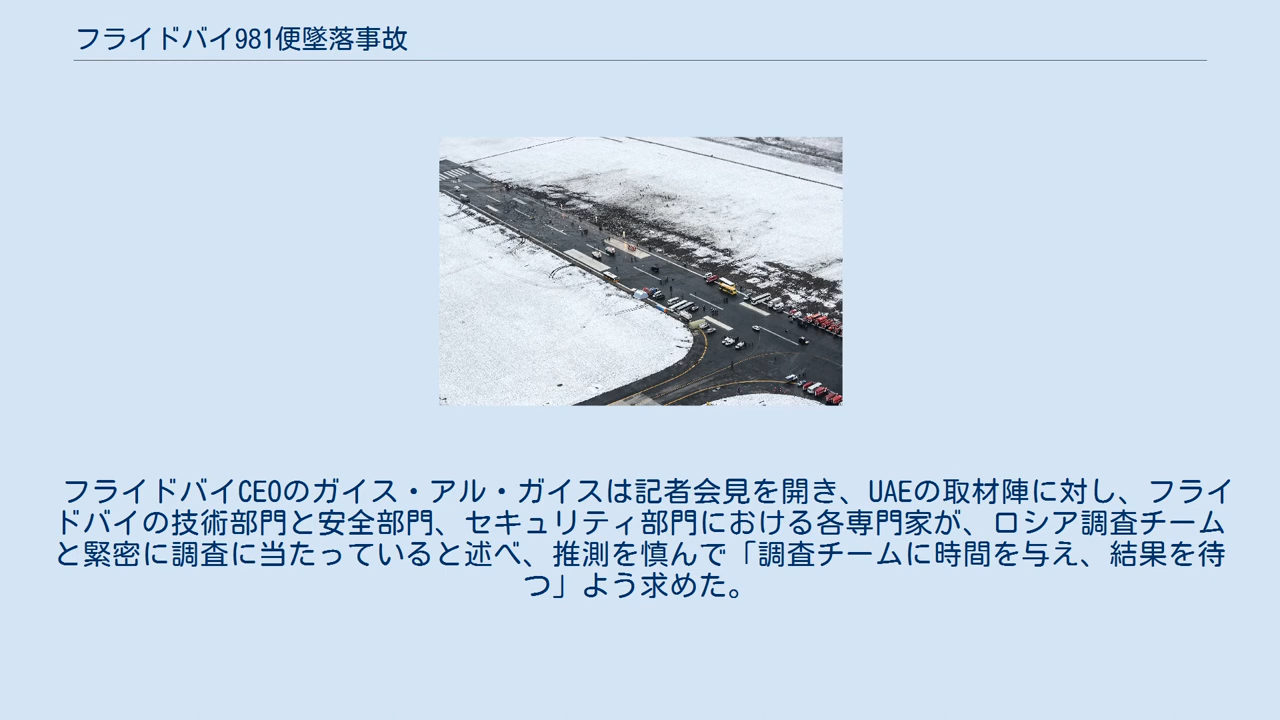 フライドバイ981便墜落事故
フライドバイCEOのガイス・アル・ガイスは記者会見を開き、UAEの取材陣に対し、フライ
ドバイの技術部門と安全部門、セキュリティ部門における各専門家が、ロシア調査チーム
と緊密に調査に当たっていると述べ、推測を慎んで「調査チームに時間を与え、結果を待
つ」よう求めた。